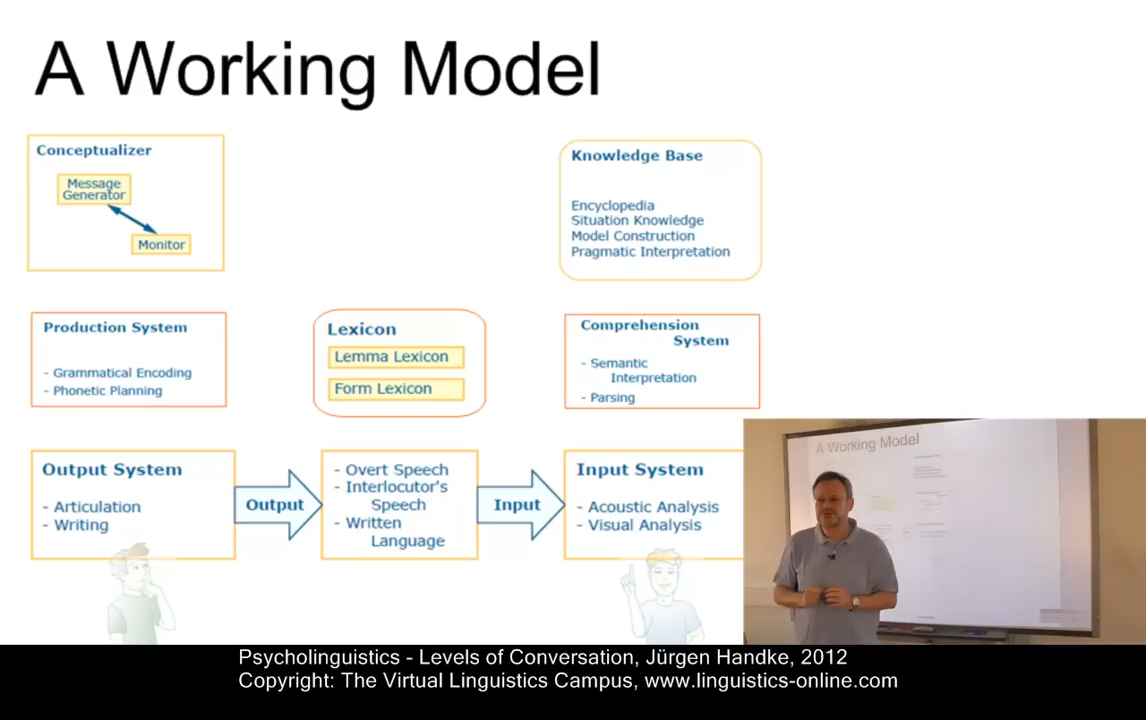 A Working Model
Conceptualizer
Message
Generator
Monitor
Knowledge Base
Encyclopedia
Situation Knowledge
Model Construction
Pragmatic Interpretation
Production System
- Grammatical Encoding
- Phonetic Planning
Lexicon
Lemma Lexicon
Form Lexicon
Comprehension
System
- Semantic
Interpretation
- Parsing
Output System
- Articulation
- Writing
Output
- Overt Speech
- Interlocutor's
Speech
- Written
Language
Input
Input System
- Acoustic Analysis
- Visual Analysis
A Working Model
Psycholinguistics - Levels of Conversation, Jürgen Handke, 2012
Copyright: The Virtual Linguistics Campus, www.linguistics-online.com